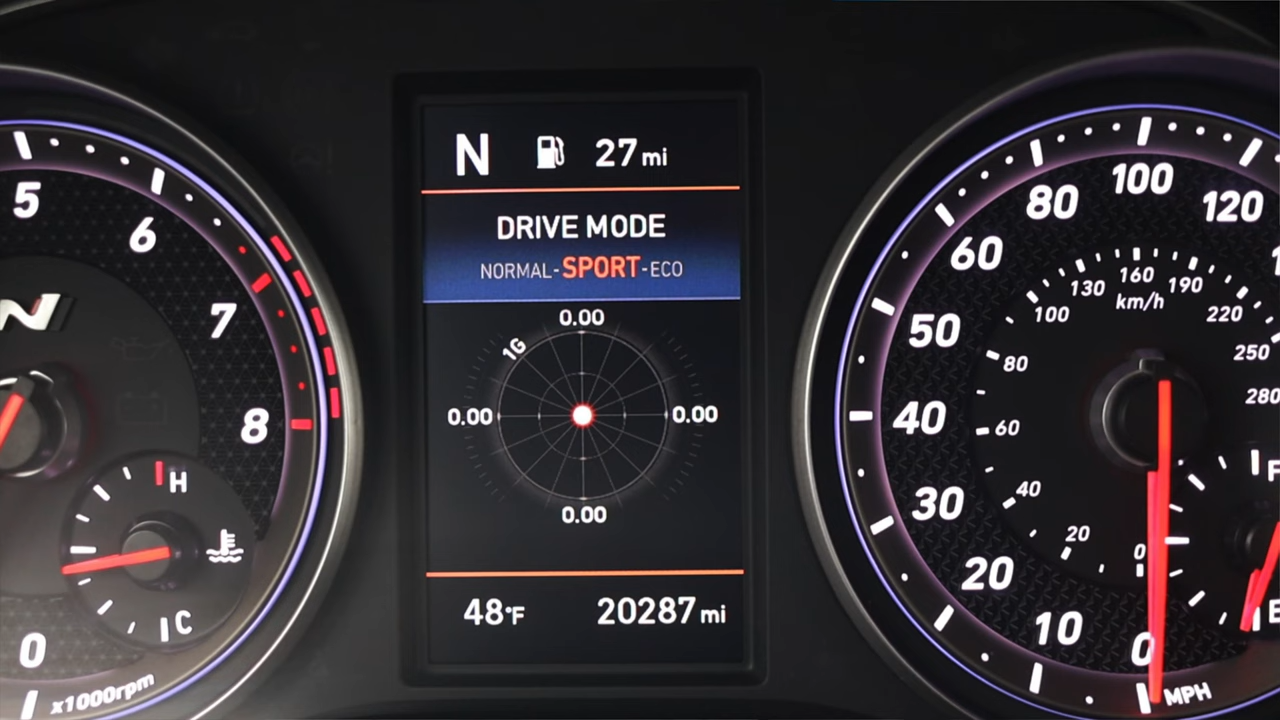 N 27 mi
DRIVE MODE
NORMAL-SPORT-ECO
0.00
1G
0.00 0.00
0.00
48°F 20287 mi
5
6
7
8
N
H
C
0
x1000rpm
0
10
20
30
40
50
60
80
100
120
MPH
0
20
40
60
80
100
130
160
190
220
250
280
km/h
F
E